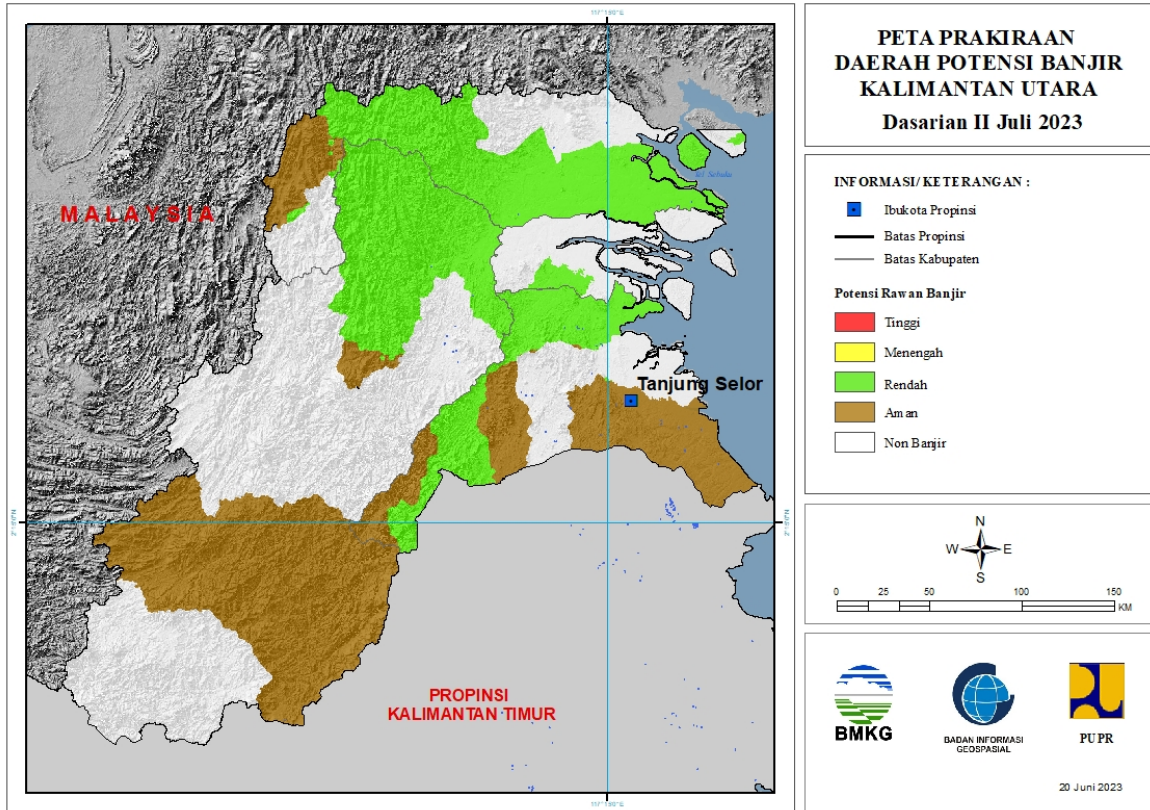 PETA PRAKIRAAN
DAERAH POTENSI BANJIR
KALIMANTAN UTARA
Dasarian II Juli 2023
INFORMASI/KETERANGAN :
Ibukota Propinsi
Batas Propinsi
Batas Kabupaten
Potensi Rawan Banjir
Tinggi
Menengah
Rendah
Aman
Non Banjir
N
W E
S
0 25 50 100 150
KM
BMKG
BADAN INFORMASI
GEOSPASIAL
PUPR
20 Juni 2023
MALAYSIA
Tanjung Selor
PROPINSI
KALIMANTAN TIMUR